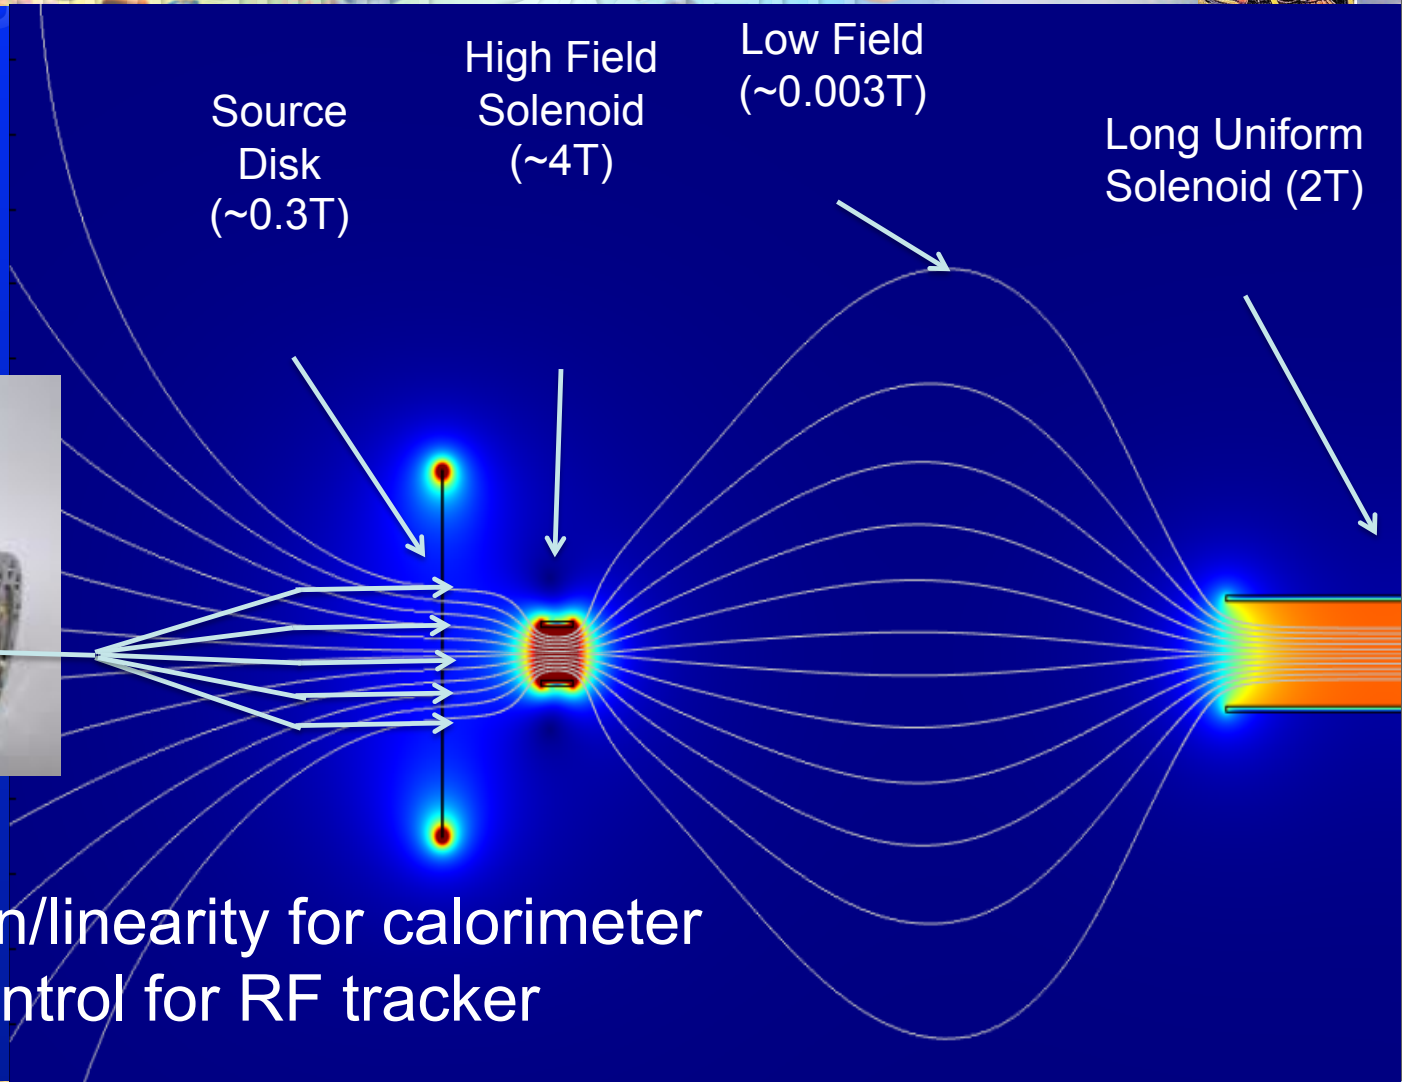 Source
Disk
(~0.3T)
High Field
Solenoid
(~4T)
Low Field
(~0.003T)
Long Uniform
Solenoid (2T)
n/linearity for calorimeter
ntrol for RF tracker